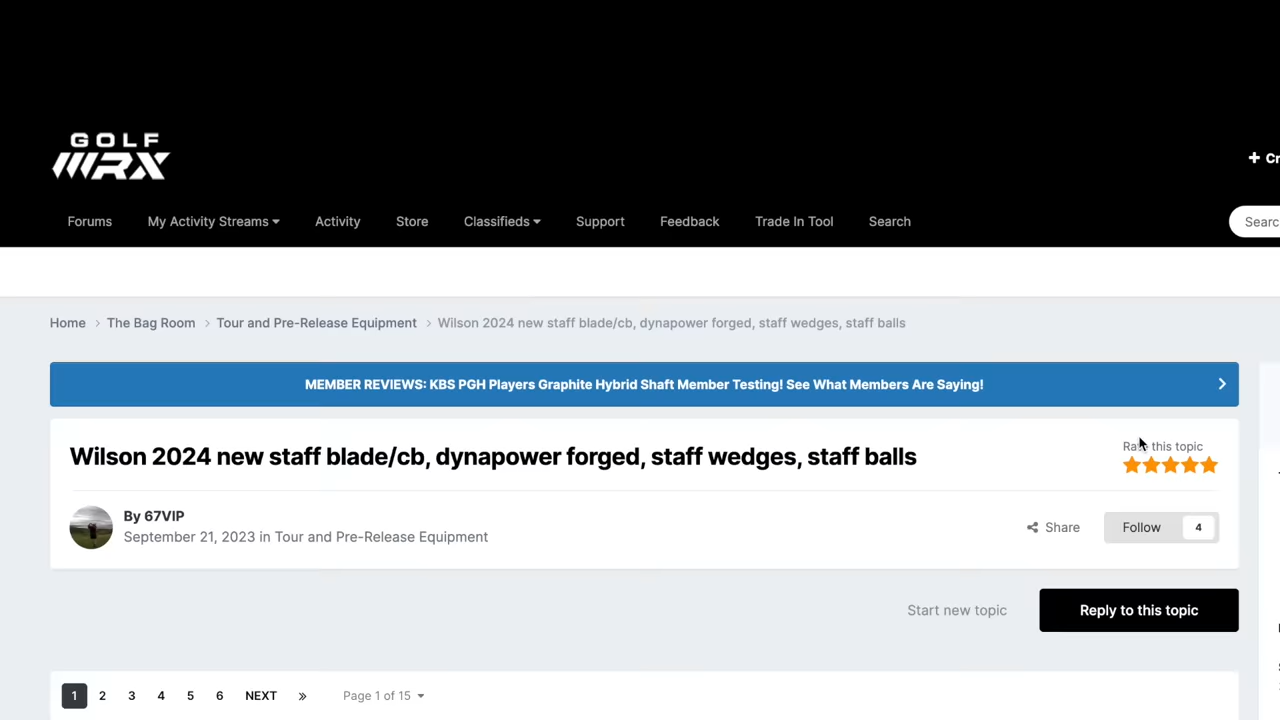 GOLF
WRX
+ Cr
Forums My Activity Streams Activity Store Classifieds Support Feedback Trade In Tool Search
Searc
Home > The Bag Room > Tour and Pre-Release Equipment > Wilson 2024 new staff blade/cb, dynapower forged, staff wedges, staff balls
MEMBER REVIEWS: KBS PGH Players Graphite Hybrid Shaft Member Testing! See What Members Are Saying!
Wilson 2024 new staff blade/cb, dynapower forged, staff wedges, staff balls
Rate this topic
By 67VIP
September 21, 2023 in Tour and Pre-Release Equipment
Share Follow 4
Start new topic Reply to this topic
1 2 3 4 5 6 NEXT » Page 1 of 15